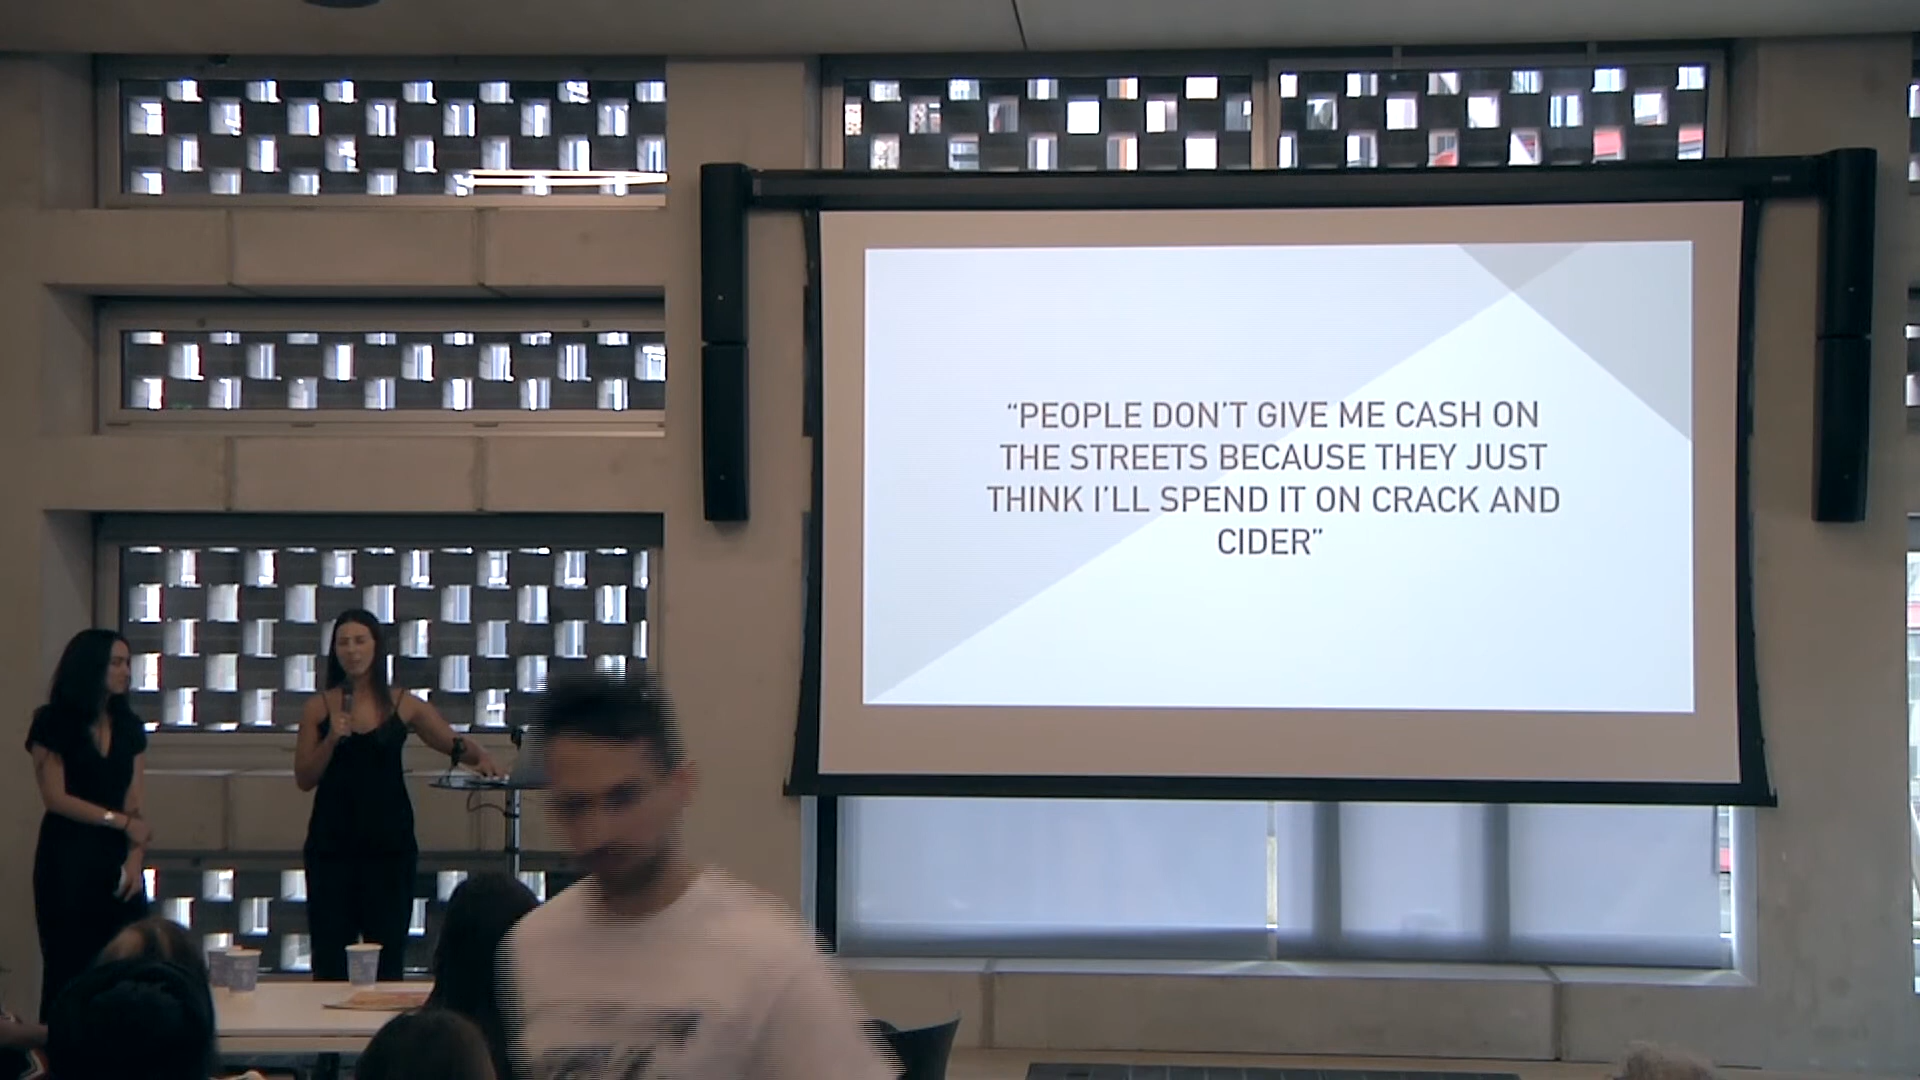 “PEOPLE DON’T GIVE ME CASH ON
THE STREETS BECAUSE THEY JUST
THINK I’LL SPEND IT ON CRACK AND
CIDER”